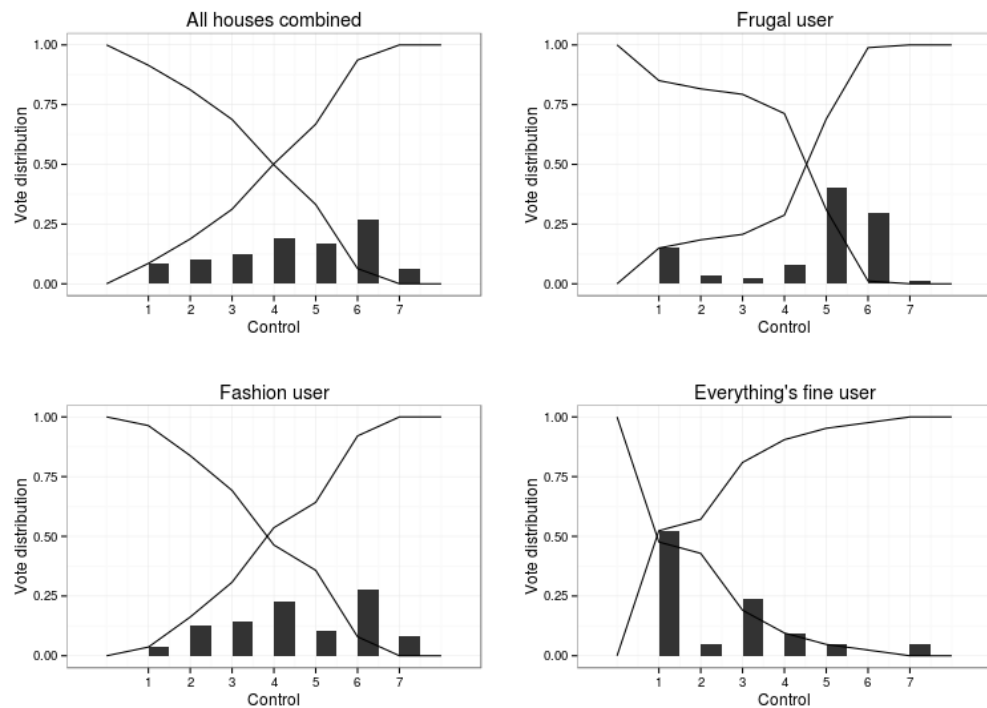 All houses combined
1.00
0.75
0.50
0.25
0.00
Vote distribution
1 2 3 4 5 6 7
Control
Frugal user
1.00
0.75
0.50
0.25
0.00
Vote distribution
1 2 3 4 5 6 7
Control
Fashion user
1.00
0.75
0.50
0.25
0.00
Vote distribution
1 2 3 4 5 6 7
Control
Everything's fine user
1.00
0.75
0.50
0.25
0.00
Vote distribution
1 2 3 4 5 6 7
Control